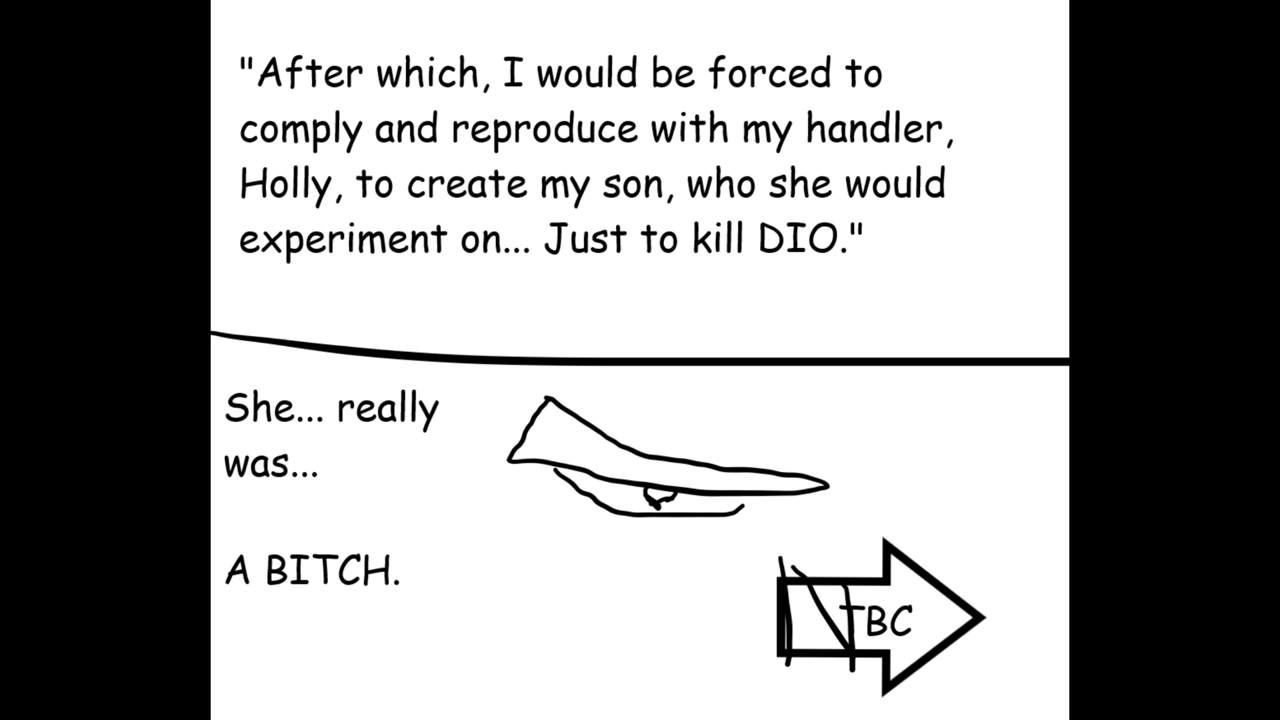 "After which, I would be forced to
comply and reproduce with my handler,
Holly, to create my son, who she would
experiment on... Just to kill DIO."
She... really
was...
A BITCH.
TBC